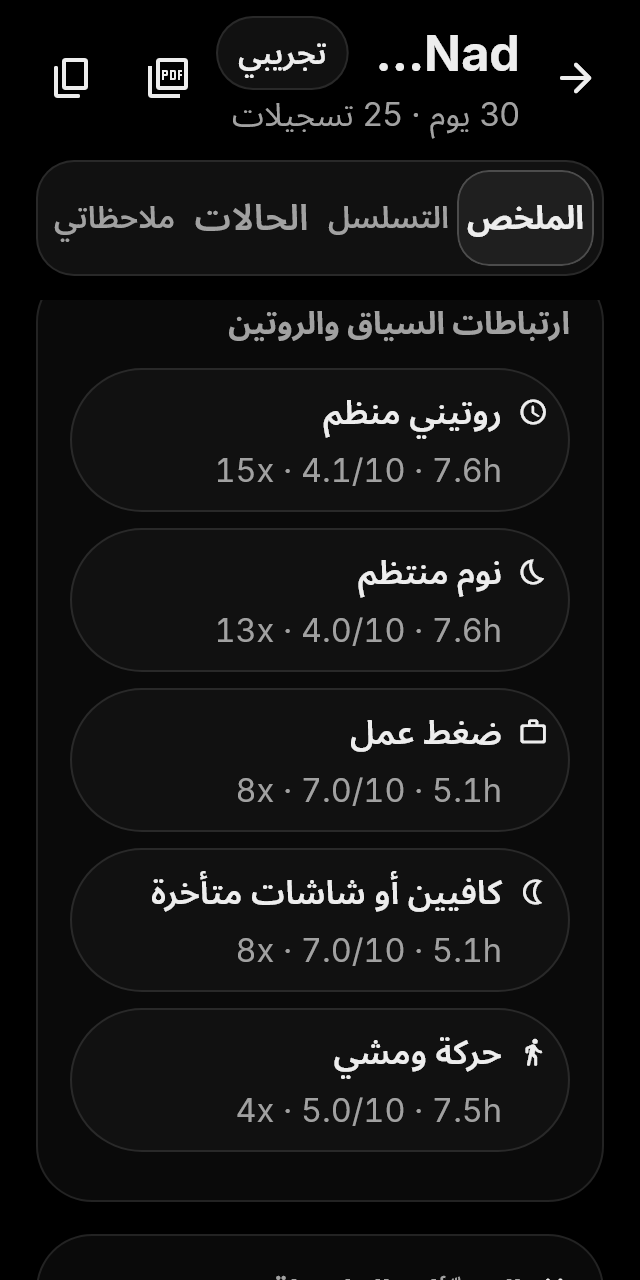 Nad...
تجريبي
PDF
30 يوم · 25 تسجيلات
الملخص
التسلسل
الحالات
ملاحظاتي
ارتباطات السياق والروتين
روتيني منظم
15x · 4.1/10 · 7.6h
نوم منتظم
13x · 4.0/10 · 7.6h
ضغط عمل
8x · 7.0/10 · 5.1h
كافيين أو شاشات متأخرة
8x · 7.0/10 · 5.1h
حركة ومشي
4x · 5.0/10 · 7.5h